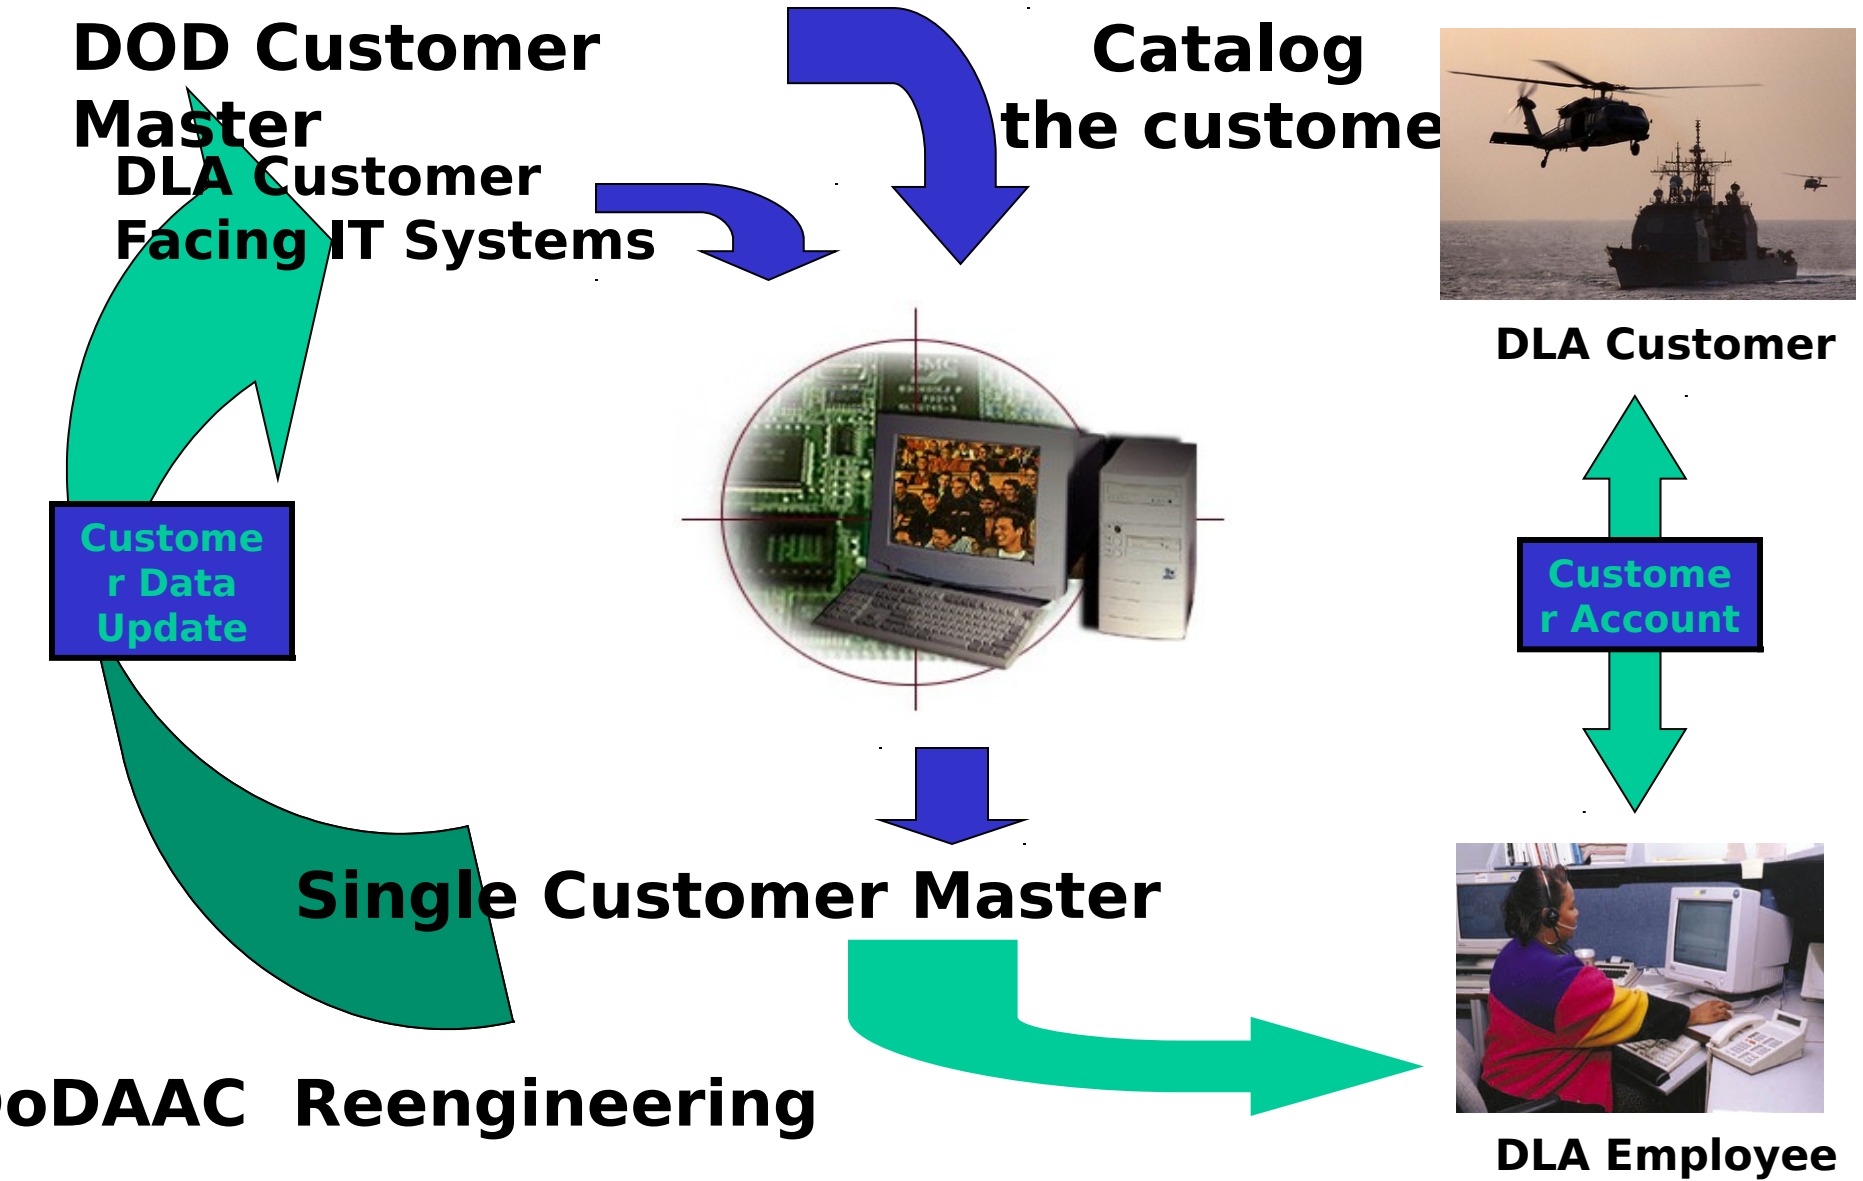 DOD Customer
Master
DLA Customer
Facing IT Systems
Catalog
the custome
DLA Customer
Custome
r Data
Update
Custome
r Account
Single Customer Master
oDAAC Reengineering
DLA Employee